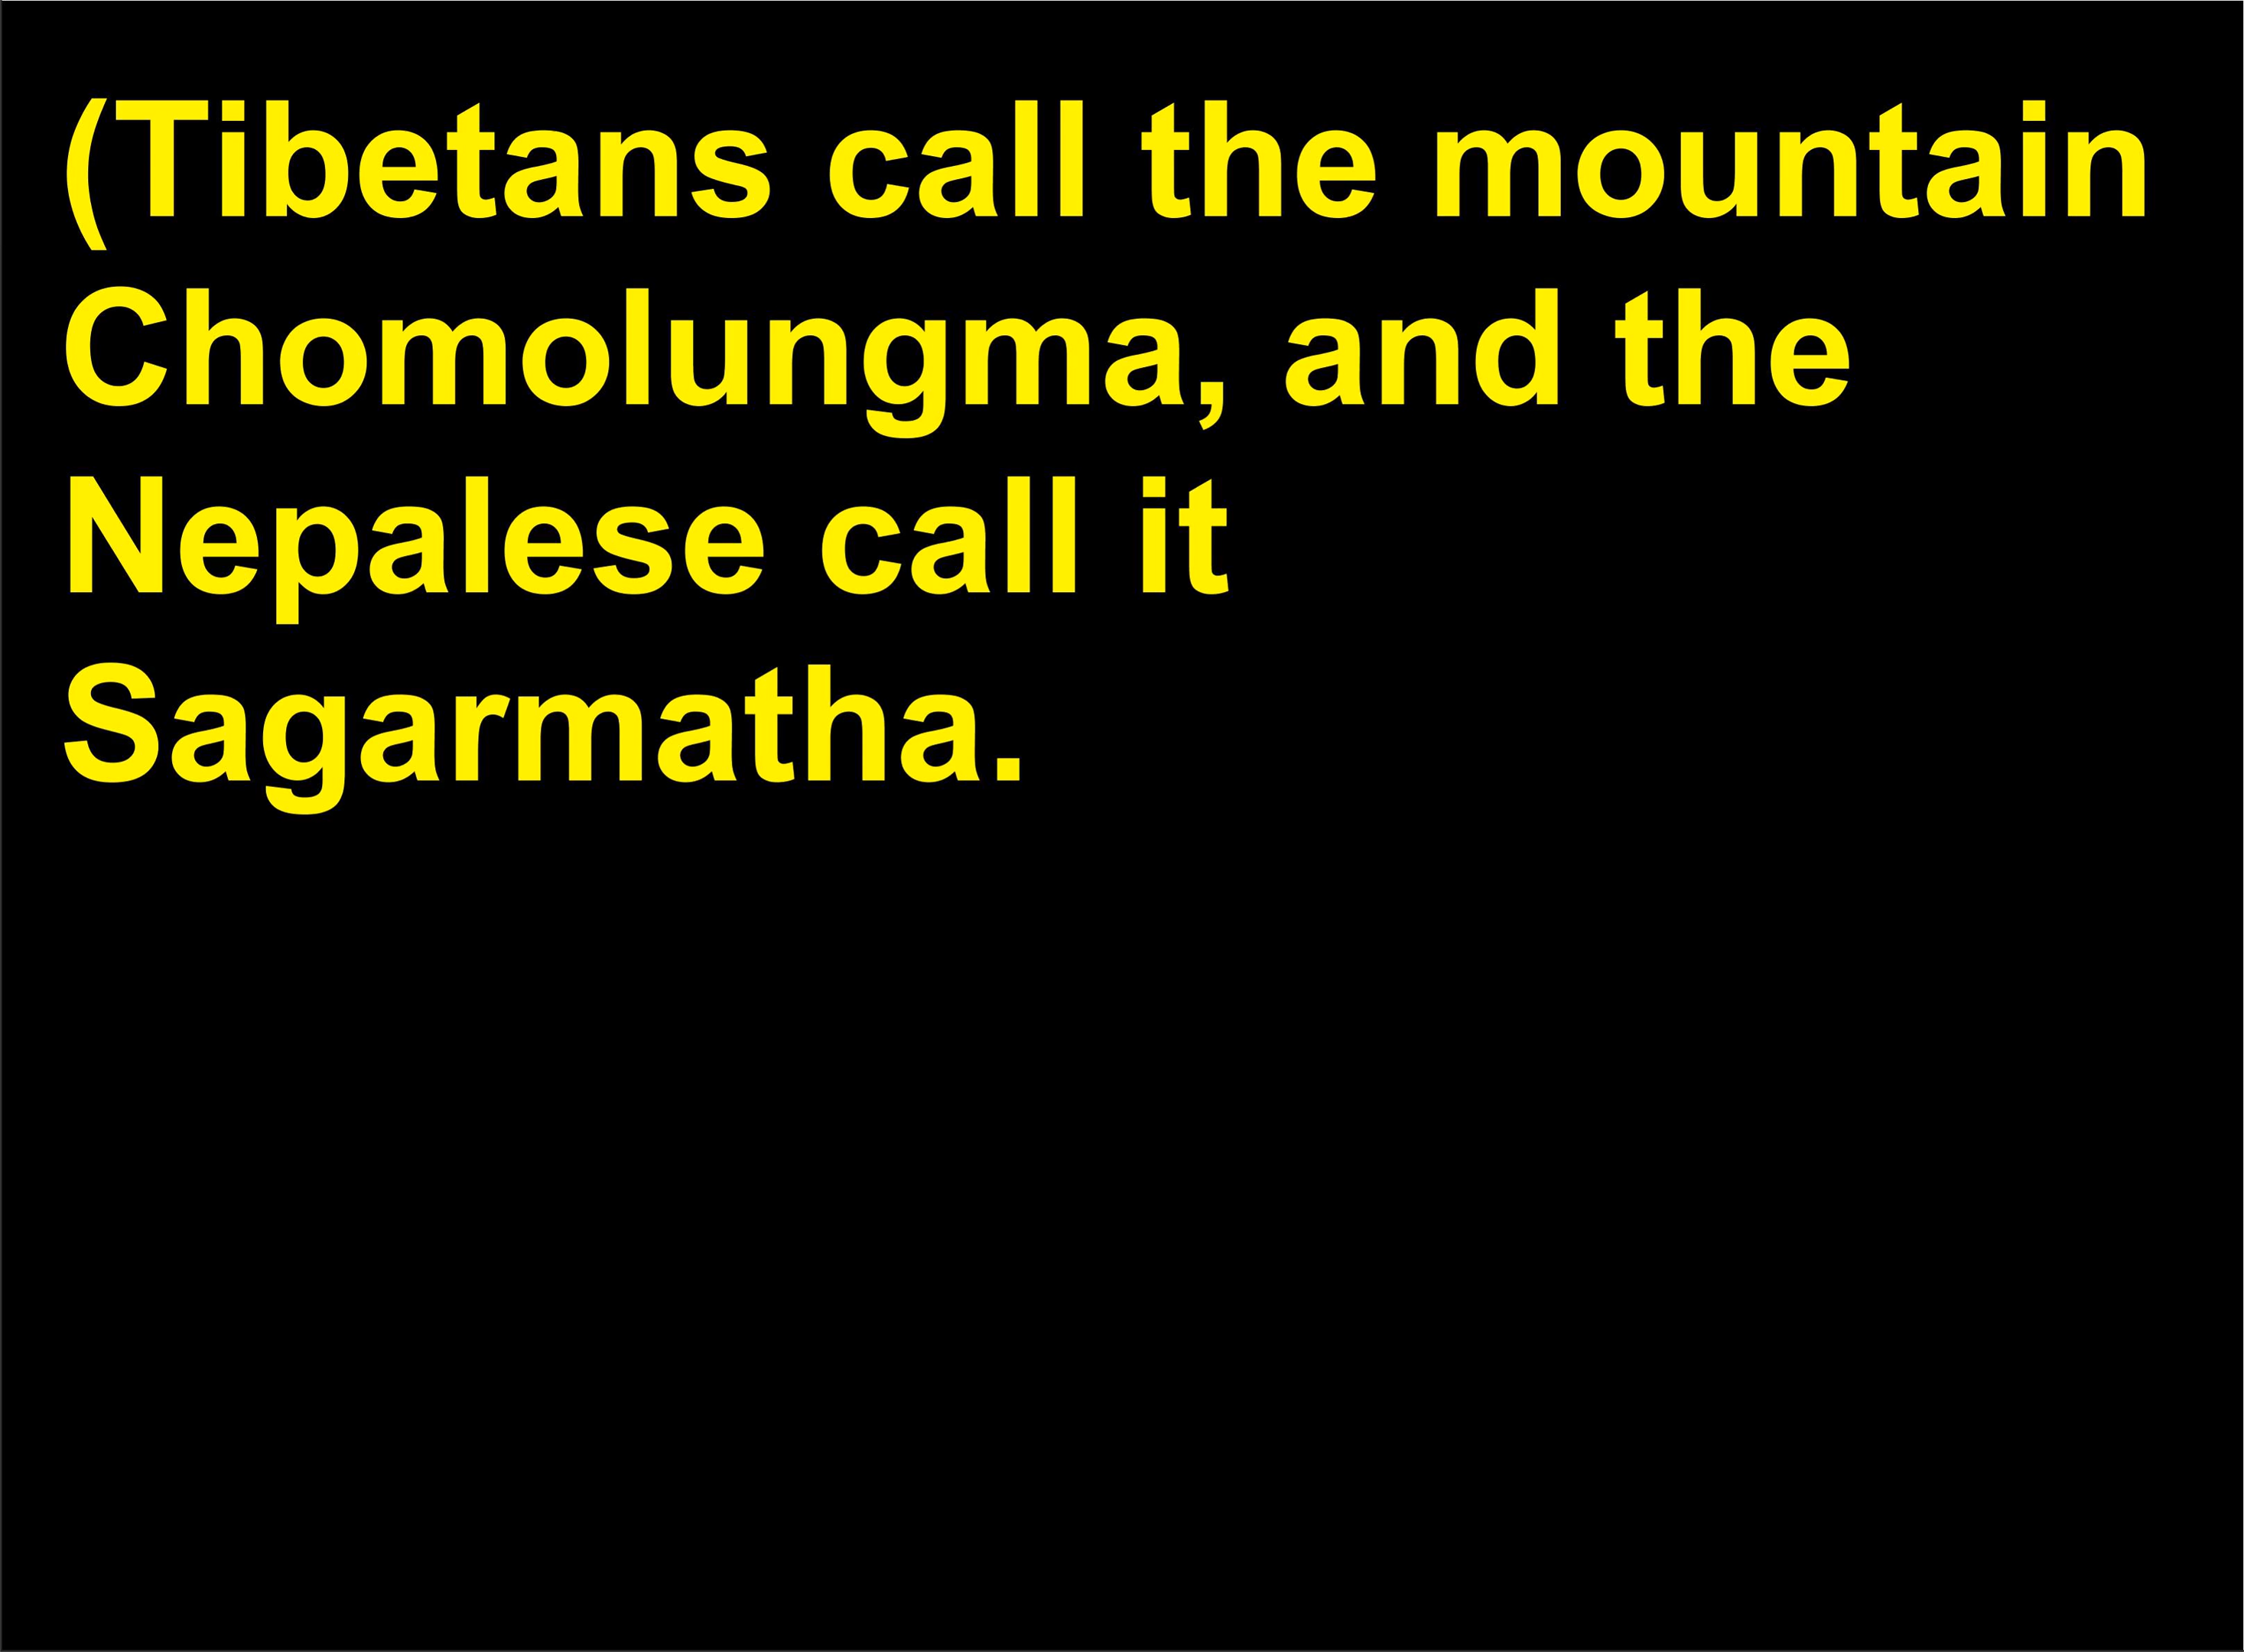 (Tibetans call the mountain
Chomolungma, and the
Nepalese call it
Sagarmatha.